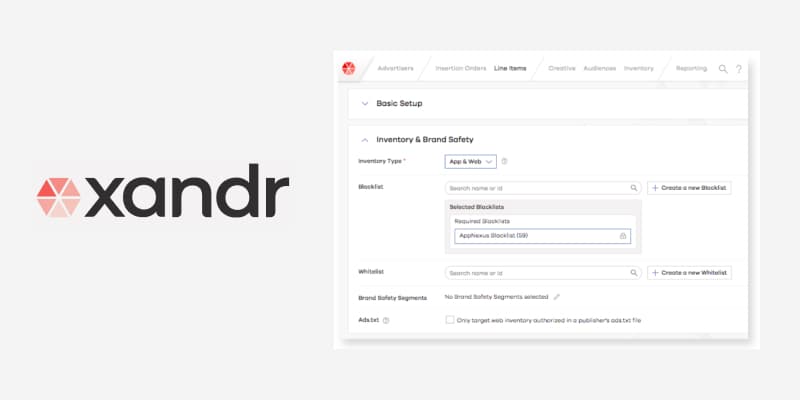 xandr
Advertisers Insertion Orders Line Items Creative Audiences Inventory Reporting ?
Basic Setup
Inventory & Brand Safety
Inventory Type * App & Web ?
Blocklist Search name or id + Create a new Blocklist
Selected Blocklists
Required Blocklists
AppNexus Blocklist (59)
Whitelist Search name or id + Create a new Whitelist
Brand Safety Segments No Brand Safety Segments selected
Ads.txt ? Only target web inventory authorized in a publisher's ads.txt file